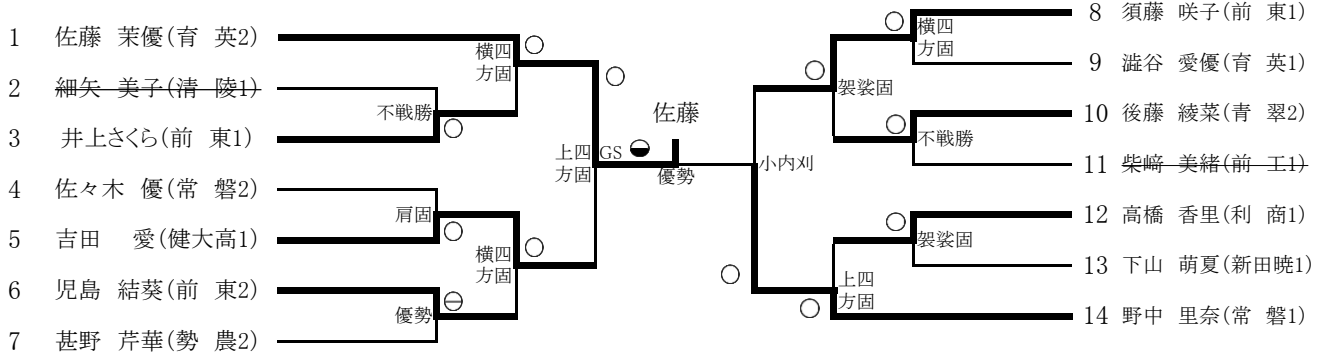 1 佐藤 茉優(育 英2)
2 細矢 美子(清 陵1)
3 井上さくら(前 東1)
4 佐々木 優(常 磐2)
5 吉田 愛(健大高1)
6 児島 結葵(前 東2)
7 甚野 芹華(勢 農2)
不戦勝
肩固
優勢
横四
方固
横四
方固
上四
方固
GS
佐藤
優勢
小内刈
袈裟固
上四
方固
横四
方固
不戦勝
袈裟固
8 須藤 咲子(前 東1)
9 澁谷 愛優(育 英1)
10 後藤 綾菜(青 翠2)
11 柴﨑 美緒(前 工1)
12 高橋 香里(利 商1)
13 下山 萌夏(新田暁1)
14 野中 里奈(常 磐1)